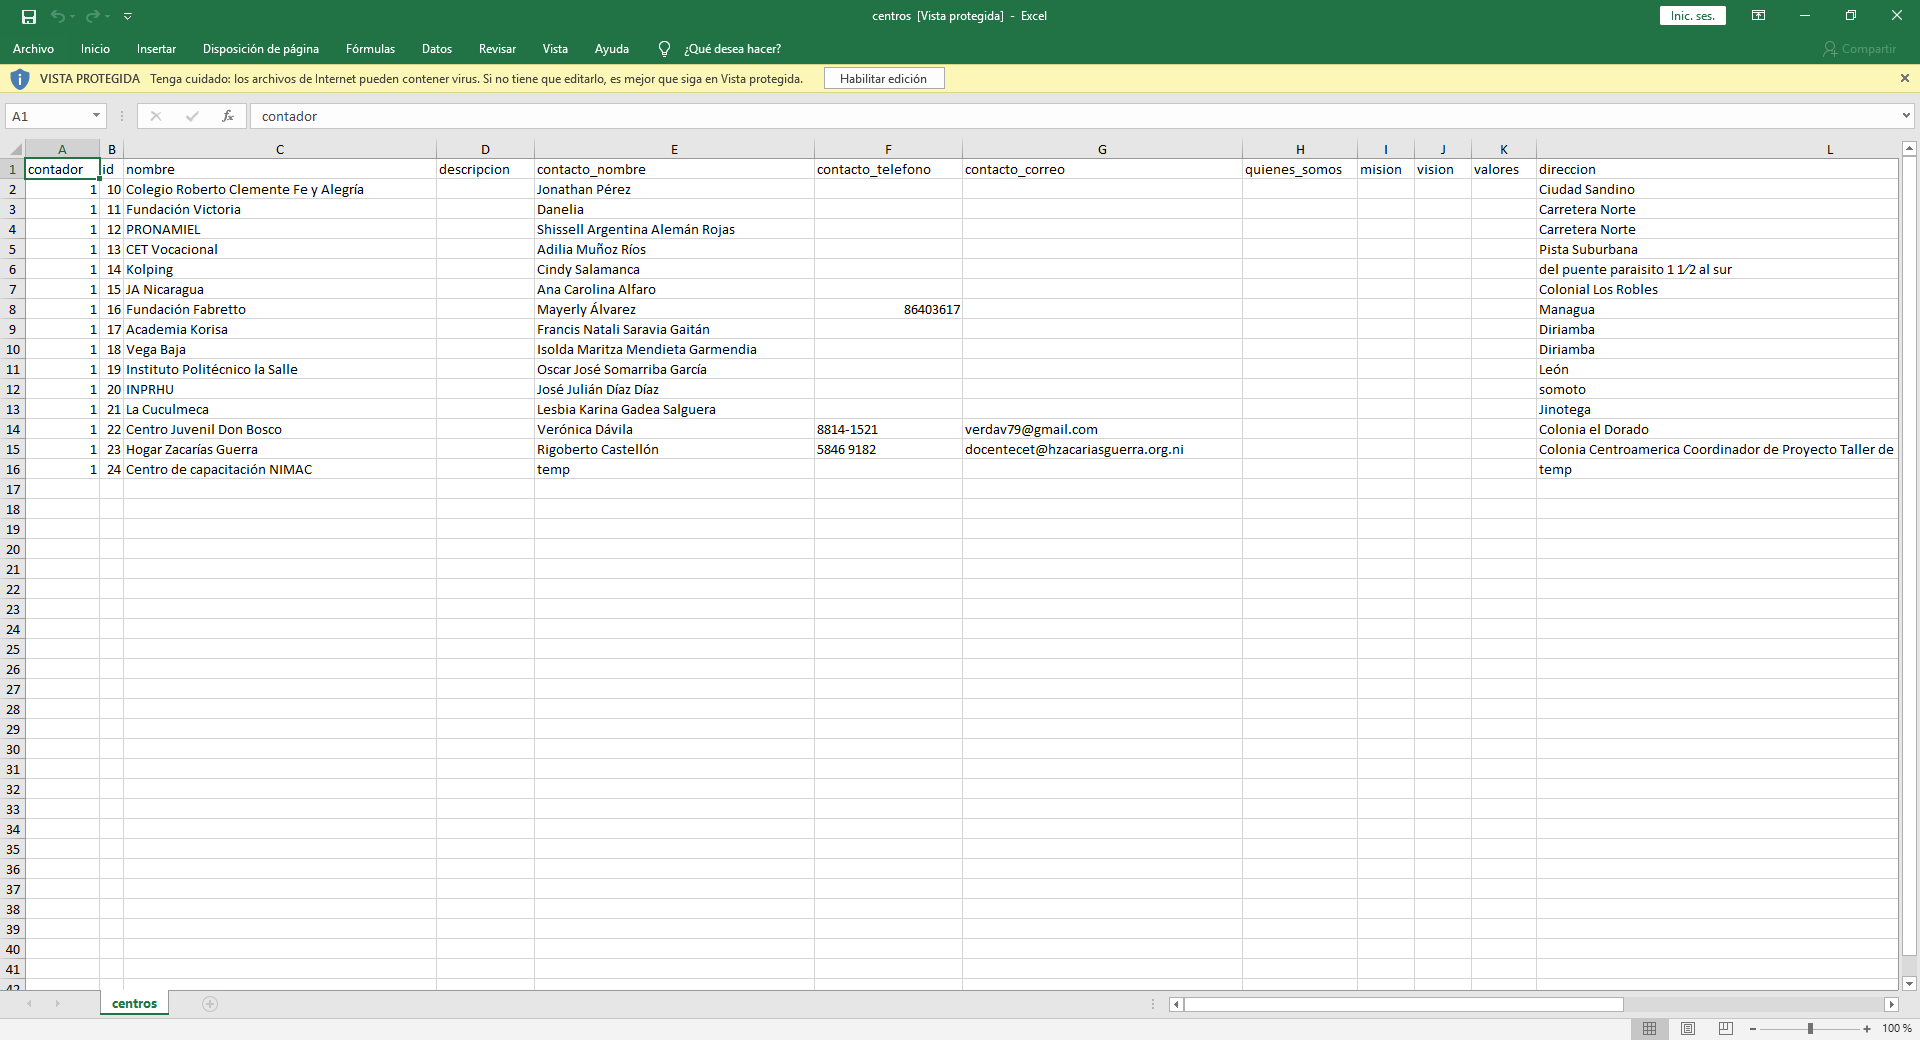 centros [Vista protegida] - Excel
Inic. ses.
Archivo Inicio Insertar Disposición de página Fórmulas Datos Revisar Vista Ayuda ¿Qué desea hacer? Compartir
VISTA PROTEGIDA Tenga cuidado: los archivos de Internet pueden contener virus. Si no tiene que editarlo, es mejor que siga en Vista protegida. Habilitar edición
A1 fx contador
A B C D E F G H I J K L
1 contador id nombre descripcion contacto_nombre contacto_telefono contacto_correo quienes_somos mision vision valores direccion
2 1 10 Colegio Roberto Clemente Fe y Alegría Jonathan Pérez Ciudad Sandino
3 1 11 Fundación Victoria Danelia Carretera Norte
4 1 12 PRONAMIEL Shissell Argentina Alemán Rojas Carretera Norte
5 1 13 CET Vocacional Adilia Muñoz Ríos Pista Suburbana
6 1 14 Kolping Cindy Salamanca del puente paraisito 1 1/2 al sur
7 1 15 JA Nicaragua Ana Carolina Alfaro Colonial Los Robles
8 1 16 Fundación Fabretto Mayerly Álvarez 86403617 Managua
9 1 17 Academia Korisa Francis Natali Saravia Gaitán Diriamba
10 1 18 Vega Baja Isolda Maritza Mendieta Garmendia Diriamba
11 1 19 Instituto Politécnico la Salle Oscar José Somarriba García León
12 1 20 INPRHU José Julián Díaz Díaz somoto
13 1 21 La Cuculmeca Lesbia Karina Gadea Salguera Jinotega
14 1 22 Centro Juvenil Don Bosco Verónica Dávila 8814-1521 verdav79@gmail.com Colonia el Dorado
15 1 23 Hogar Zacarías Guerra Rigoberto Castellón 5846 9182 docentecet@hzacariasguerra.org.ni Colonia Centroamerica Coordinador de Proyecto Taller de
16 1 24 Centro de capacitación NIMAC temp temp
17
18
19
20
21
22
23
24
25
26
27
28
29
30
31
32
33
34
35
36
37
38
39
40
41
42
centros
100 %